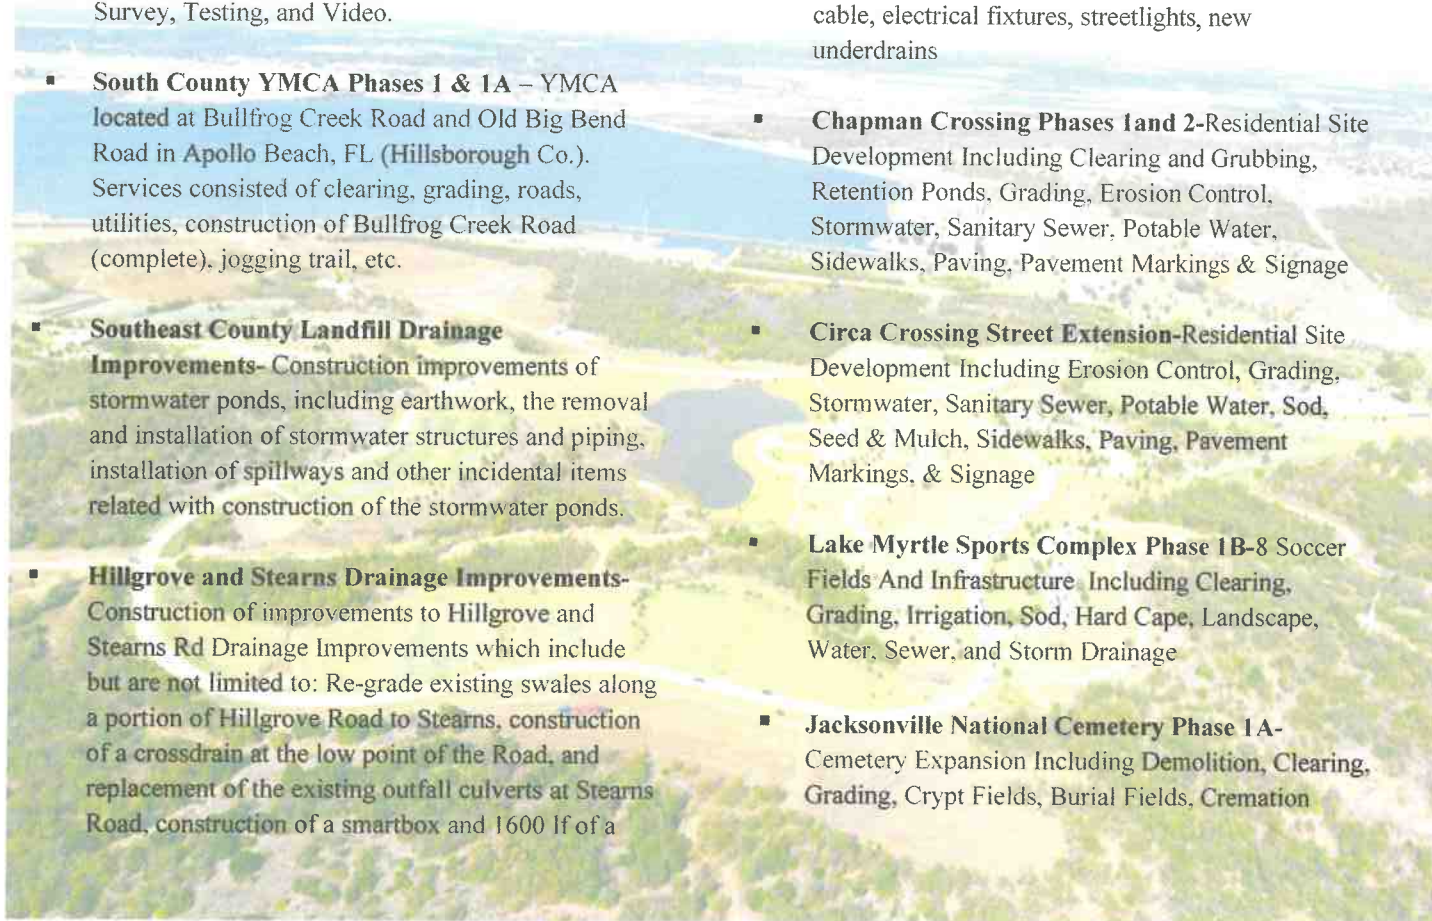 Survey, Testing, and Video.
▪ South County YMCA Phases 1 & 1A – YMCA
located at Bullfrog Creek Road and Old Big Bend
Road in Apollo Beach, FL (Hillsborough Co.).
Services consisted of clearing, grading, roads,
utilities, construction of Bullfrog Creek Road
(complete), jogging trail, etc.
▪ Southeast County Landfill Drainage
Improvements- Construction improvements of
stormwater ponds, including earthwork, the removal
and installation of stormwater structures and piping,
installation of spillways and other incidental items
related with construction of the stormwater ponds.
▪ Hillgrove and Stearns Drainage Improvements-
Construction of improvements to Hillgrove and
Stearns Rd Drainage Improvements which include
but are not limited to: Re-grade existing swales along
a portion of Hillgrove Road to Stearns, construction
of a crossdrain at the low point of the Road, and
replacement of the existing outfall culverts at Stearns
Road, construction of a smartbox and 1600 lf of a
cable, electrical fixtures, streetlights, new
underdrains
▪ Chapman Crossing Phases 1and 2-Residential Site
Development Including Clearing and Grubbing,
Retention Ponds, Grading, Erosion Control,
Stormwater, Sanitary Sewer, Potable Water,
Sidewalks, Paving, Pavement Markings & Signage
▪ Circa Crossing Street Extension-Residential Site
Development Including Erosion Control, Grading,
Stormwater, Sanitary Sewer, Potable Water, Sod,
Seed & Mulch, Sidewalks, Paving, Pavement
Markings, & Signage
▪ Lake Myrtle Sports Complex Phase 1B-8 Soccer
Fields And Infrastructure Including Clearing,
Grading, Irrigation, Sod, Hard Cape, Landscape,
Water, Sewer, and Storm Drainage
▪ Jacksonville National Cemetery Phase 1A-
Cemetery Expansion Including Demolition, Clearing,
Grading, Crypt Fields, Burial Fields, Cremation